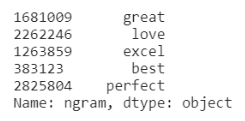 1681009 great
2262246 love
1263859 excel
383123 best
2825804 perfect
Name: ngram, dtype: object